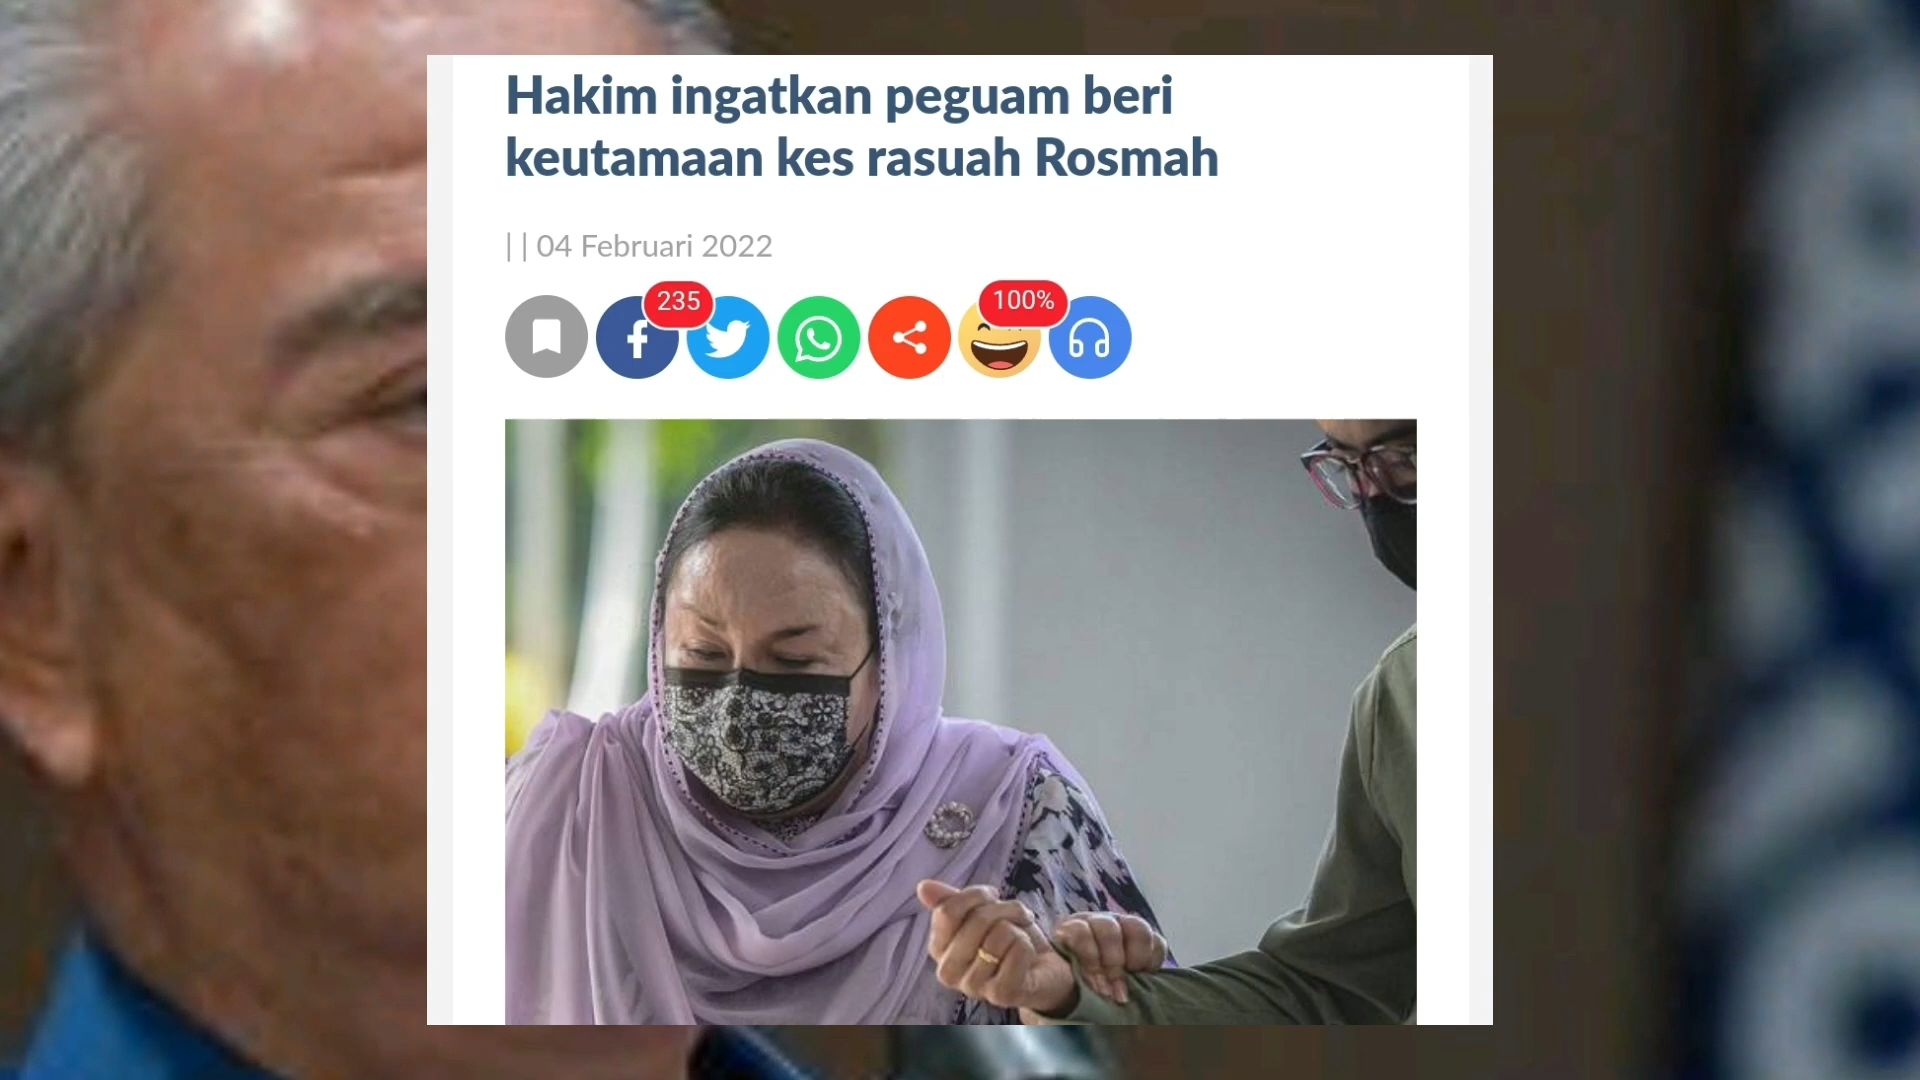 Hakim ingatkan peguam beri
keutamaan kes rasuah Rosmah
| | 04 Februari 2022
235
100%